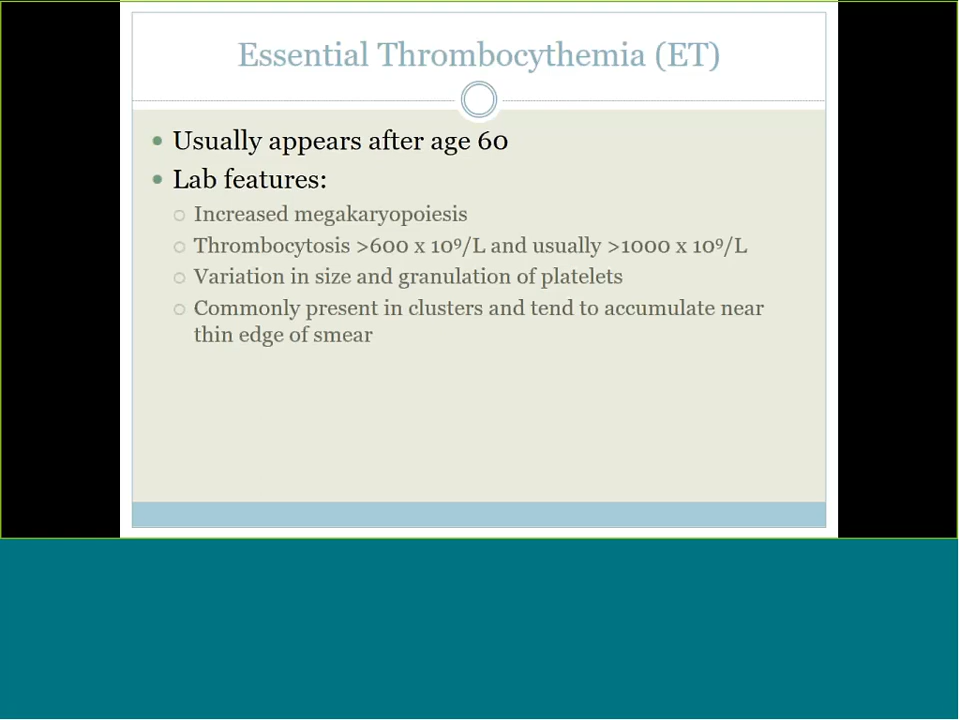 Essential Thrombocythemia (ET)
Usually appears after age 60
Lab features:
Increased megakaryopoiesis
Thrombocytosis >600 x 10⁹/L and usually >1000 x 10⁹/L
Variation in size and granulation of platelets
Commonly present in clusters and tend to accumulate near
thin edge of smear